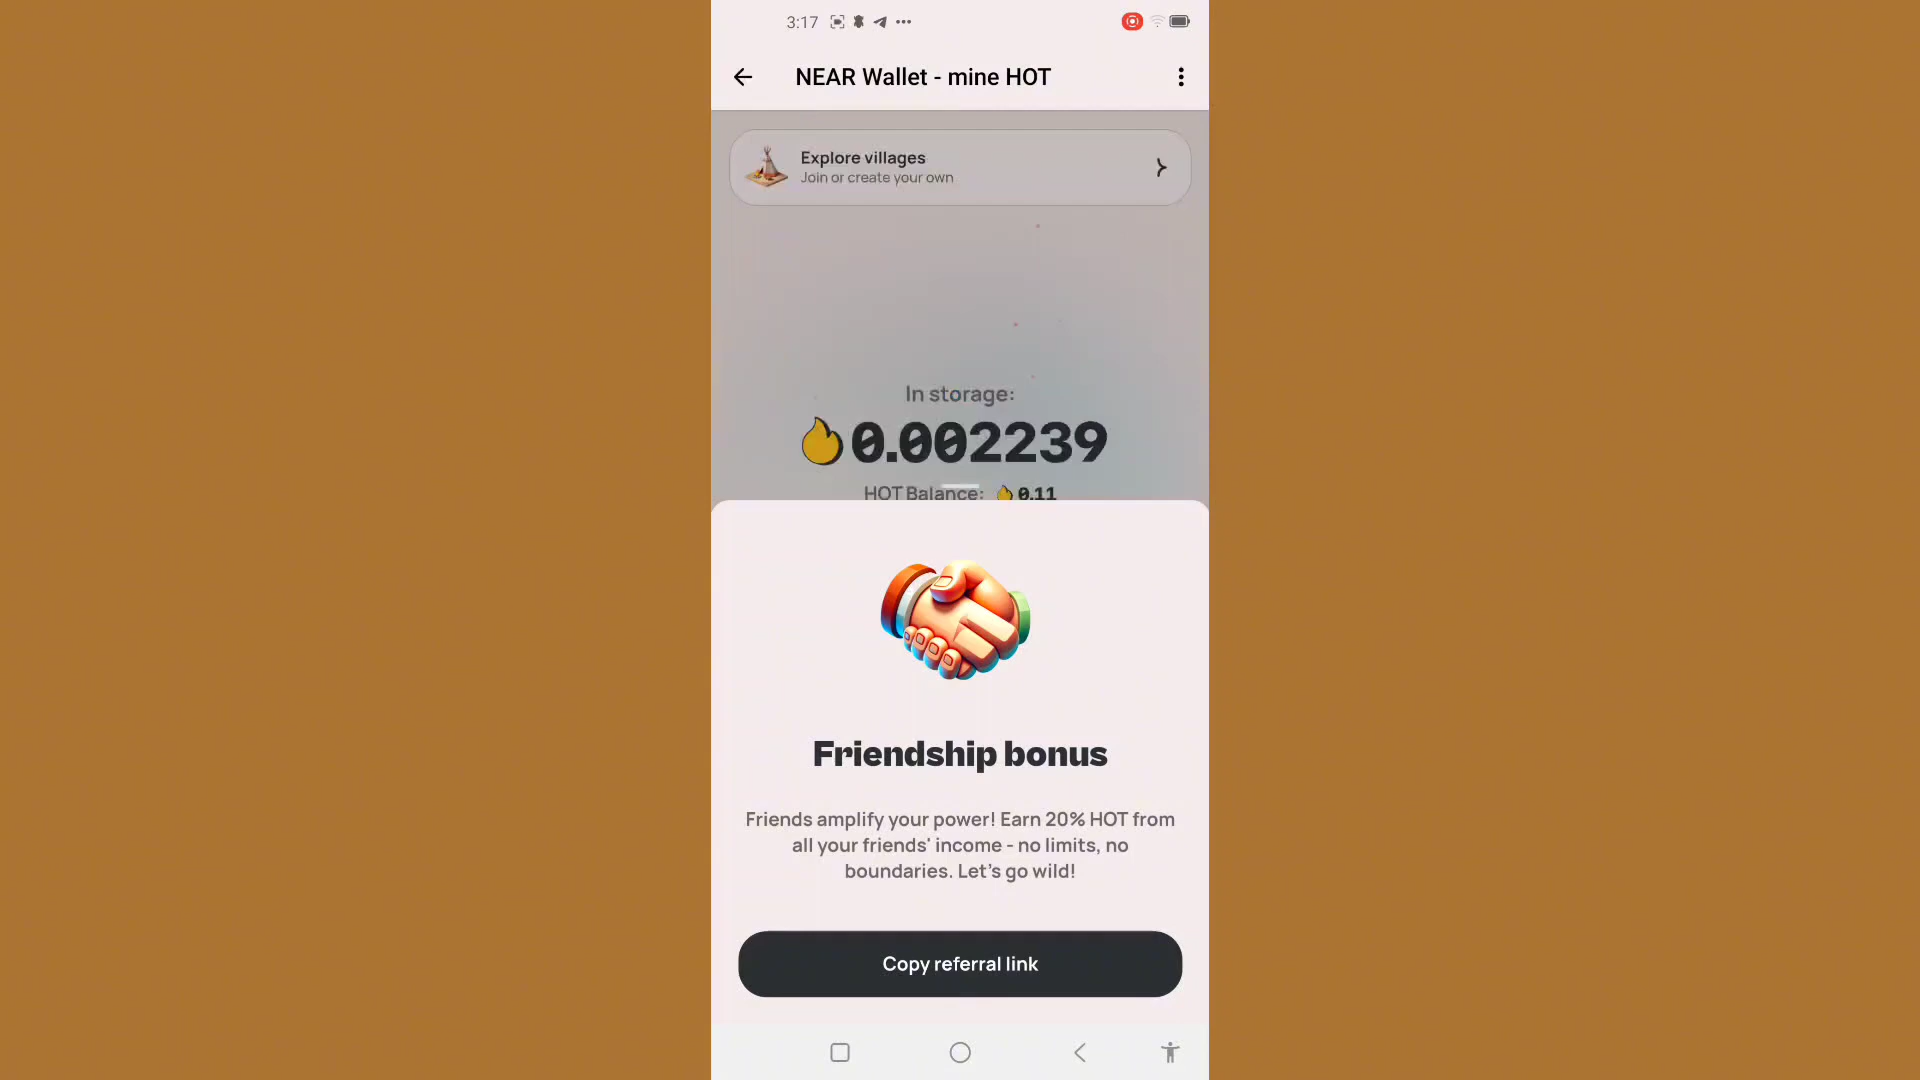 3:17
NEAR Wallet - mine HOT
Explore villages
Join or create your own
In storage:
0.002239
HOT Balance: 0.11
Friendship bonus
Friends amplify your power! Earn 20% HOT from
all your friends' income - no limits, no
boundaries. Let's go wild!
Copy referral link